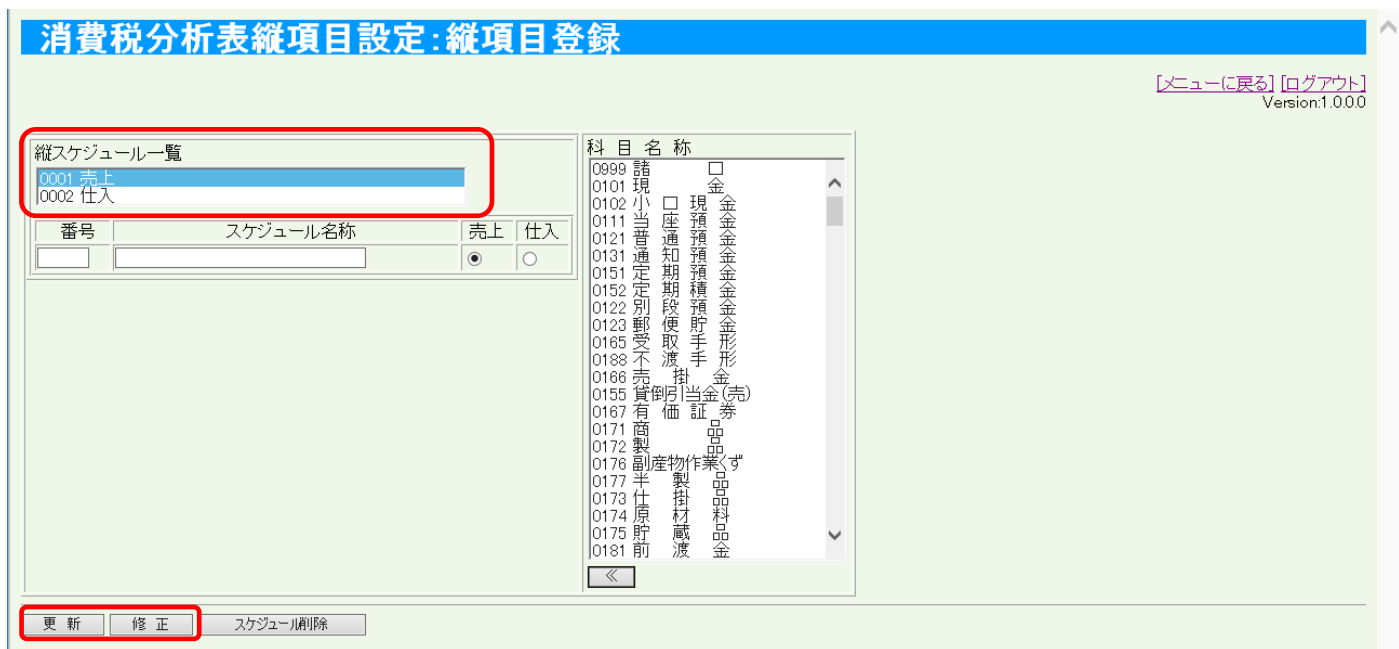 消費税分析表縦項目設定:縦項目登録
[メニューに戻る] [ログアウト]
Version:1.0.0.0
縦スケジュール一覧
0001 売上
0002 仕入
番号 スケジュール名称 売上 仕入
科 目 名 称
0999 諸 口
0101 現 金
0102 小 口 現 金
0111 当 座 預 金
0121 普 通 預 金
0131 通 知 預 金
0151 定 期 預 金
0152 定 期 積 金
0122 別 段 預 金
0123 郵 便 貯 金
0165 受 取 手 形
0188 不 渡 手 形
0166 売 掛 金
0155 貸倒引当金(売)
0167 有 価 証 券
0171 商 品
0172 製 品
0176 副産物作業くず
0177 半 製 品
0173 仕 掛 品
0174 原 材 料
0175 貯 蔵 品
0181 前 渡 金
≪
更 新 修 正 スケジュール削除